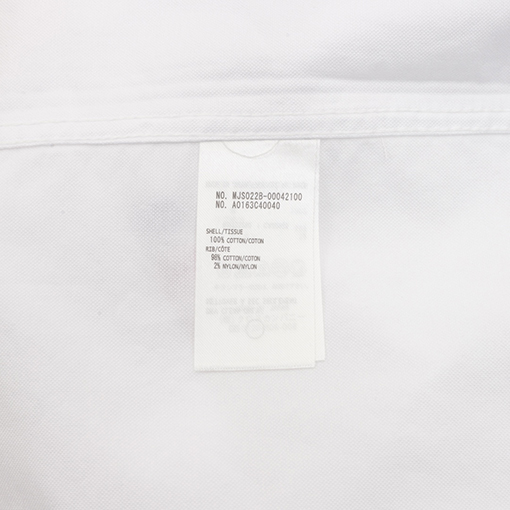 NO. MJS022B-00042100
NO. A0163C40040
SHELL/TISSUE
100% COTTON/COTON
RIB/CÔTE
98% COTTON/COTON
2% NYLON/NYLON